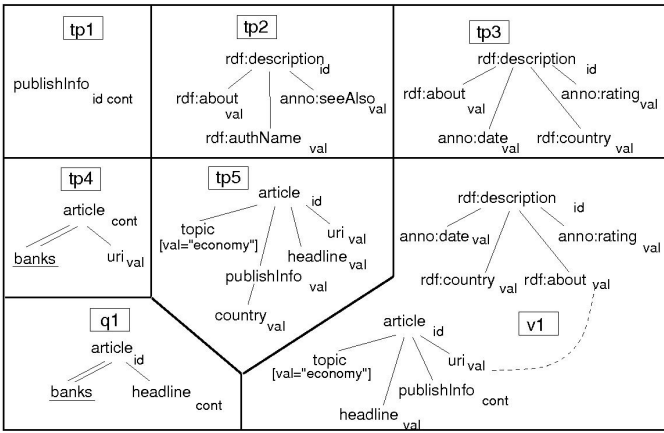 tp1
publishInfo
id cont
tp2
rdf:description
id
rdf:about
val
anno:seeAlso
val
rdf:authName
val
tp3
rdf:description
id
rdf:about
val
anno:rating
val
anno:date
val
rdf:country
val
tp4
article
cont
banks
uri
val
tp5
article
id
topic
[val="economy"]
uri
val
headline
val
publishInfo
val
country
val
rdf:description
id
anno:date
val
anno:rating
val
rdf:country
val
rdf:about
val
v1
article
id
topic
[val="economy"]
uri
val
publishInfo
cont
headline
val
q1
article
id
banks
headline
cont